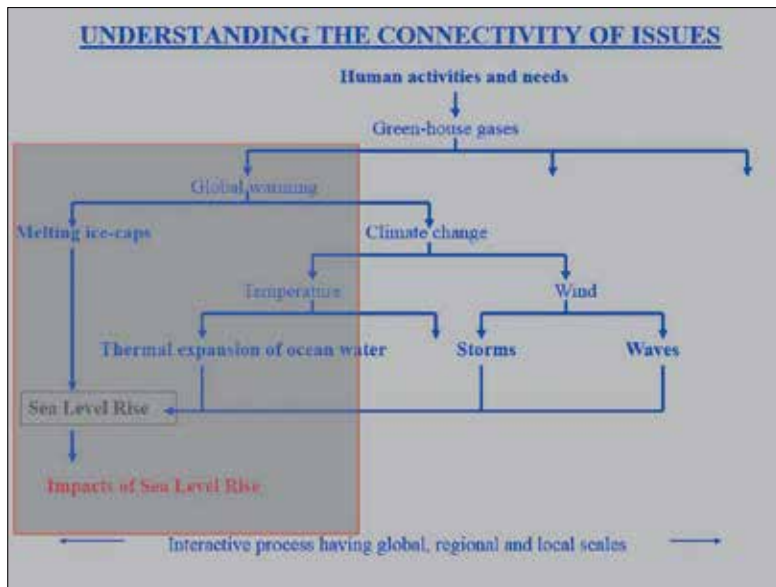 UNDERSTANDING THE CONNECTIVITY OF ISSUES
Human activities and needs
Green-house gases
Global warming
Melting ice-caps
Climate change
Temperature
Wind
Thermal expansion of ocean water
Storms
Waves
Sea Level Rise
Impacts of Sea Level Rise
Interactive process having global, regional and local scales